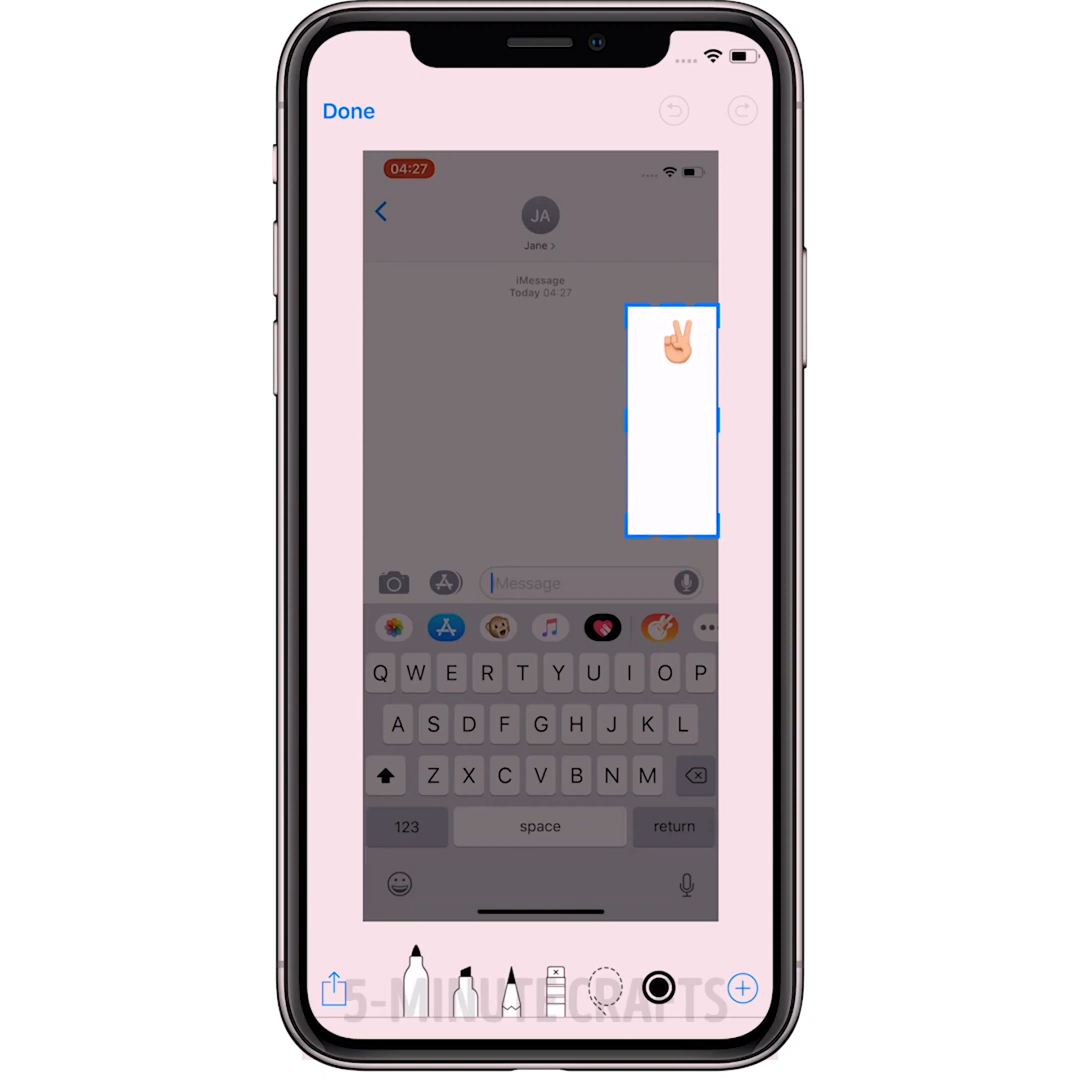 Done
04:27
JA
Jane >
iMessage
Today 04:27
Message
Q W E R T Y U I O P
A S D F G H J K L
Z X C V B N M
123 space return
5-MINUTE CRAFTS